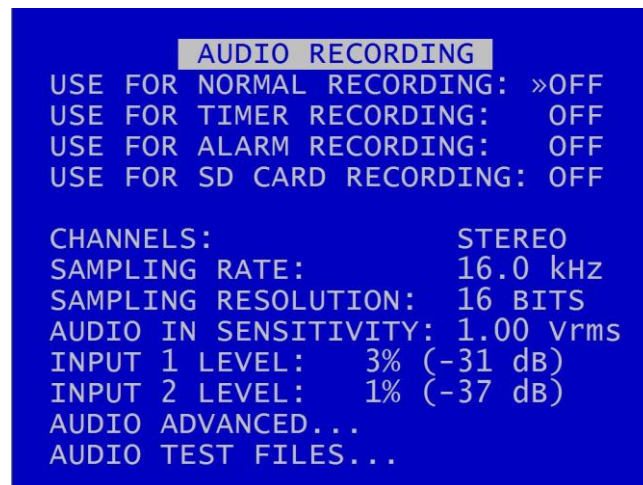 AUDIO RECORDING
USE FOR NORMAL RECORDING: »OFF
USE FOR TIMER RECORDING: OFF
USE FOR ALARM RECORDING: OFF
USE FOR SD CARD RECORDING: OFF
CHANNELS: STEREO
SAMPLING RATE: 16.0 kHz
SAMPLING RESOLUTION: 16 BITS
AUDIO IN SENSITIVITY: 1.00 Vrms
INPUT 1 LEVEL: 3% (-31 dB)
INPUT 2 LEVEL: 1% (-37 dB)
AUDIO ADVANCED...
AUDIO TEST FILES...